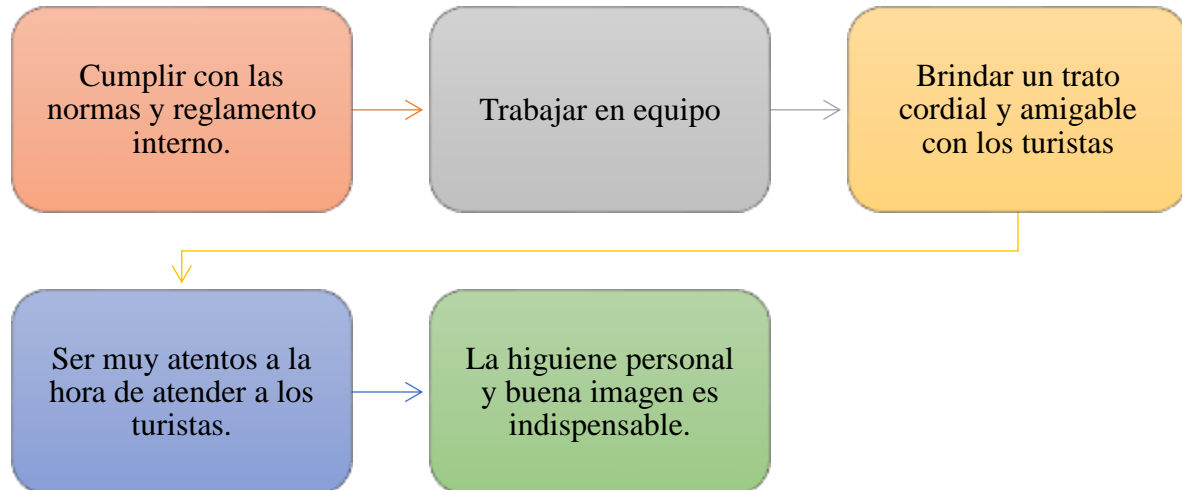 Cumplir con las
normas y reglamento
interno.
Trabajar en equipo
Brindar un trato
cordial y amigable
con los turistas
Ser muy atentos a la
hora de atender a los
turistas.
La higuiene personal
y buena imagen es
indispensable.